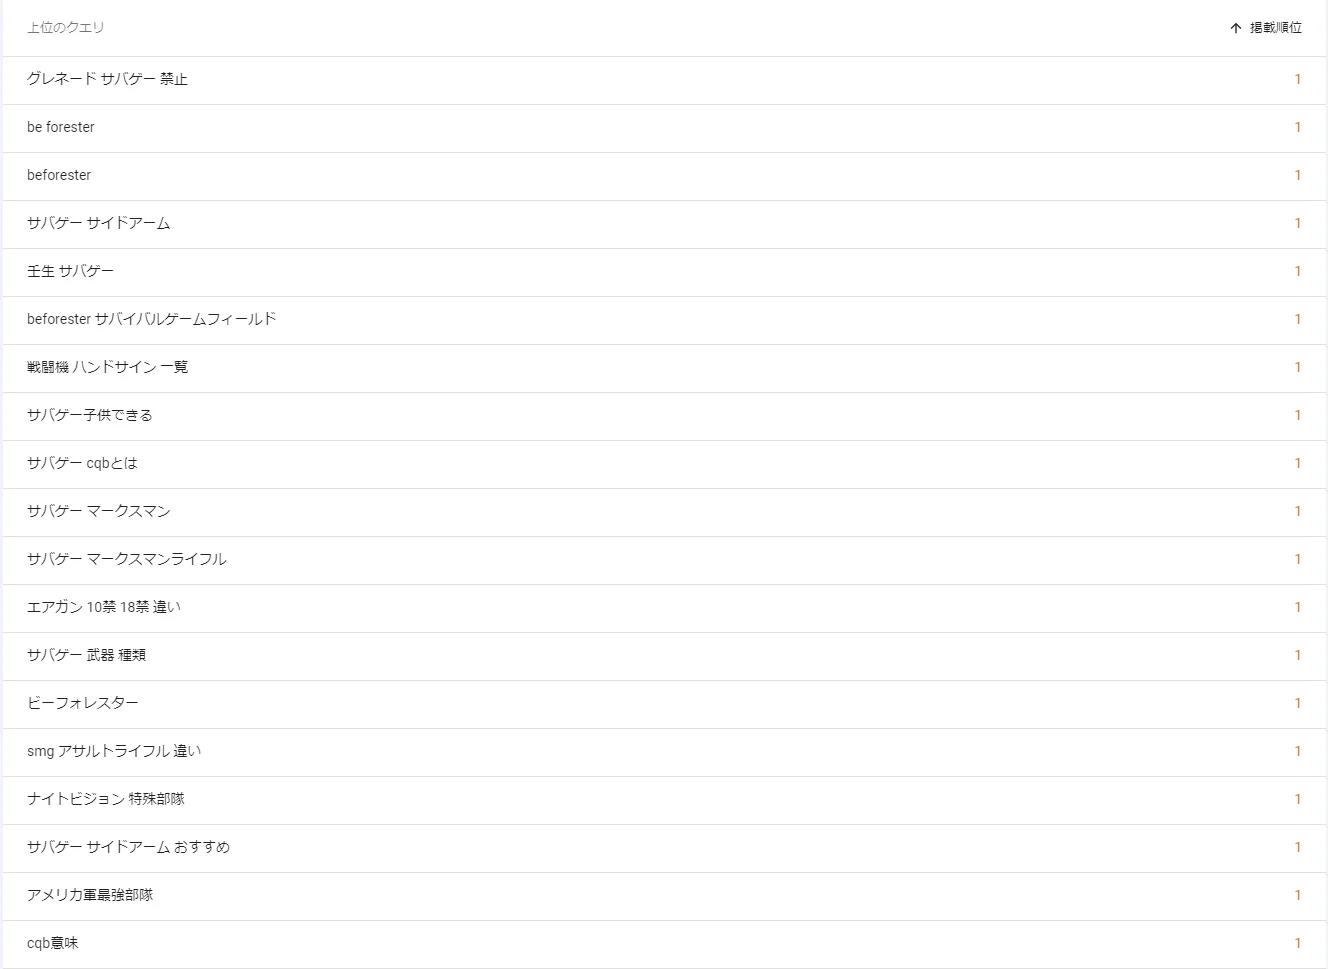 上位のクエリ ↑ 掲載順位
グレネード サバゲー 禁止 1
be forester 1
beforester 1
サバゲー サイドアーム 1
壬生 サバゲー 1
beforester サバイバルゲームフィールド 1
戦闘機 ハンドサイン 一覧 1
サバゲー子供できる 1
サバゲー cqbとは 1
サバゲー マークスマン 1
サバゲー マークスマンライフル 1
エアガン 10禁 18禁 違い 1
サバゲー 武器 種類 1
ビーフォレスター 1
smg アサルトライフル 違い 1
ナイトビジョン 特殊部隊 1
サバゲー サイドアーム おすすめ 1
アメリカ軍最強部隊 1
cqb意味 1